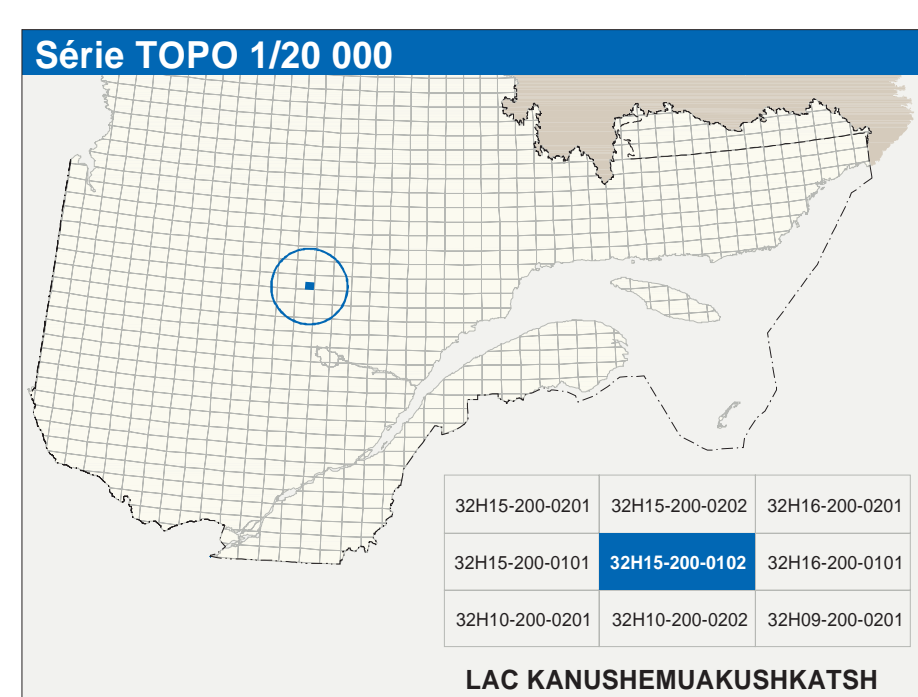 Série TOPO 1/20 000
32H15-200-0201 32H15-200-0202 32H16-200-0201
32H15-200-0101 32H15-200-0102 32H16-200-0101
32H10-200-0201 32H10-200-0202 32H09-200-0201
LAC KANUSHEMUAKUSHKATSH